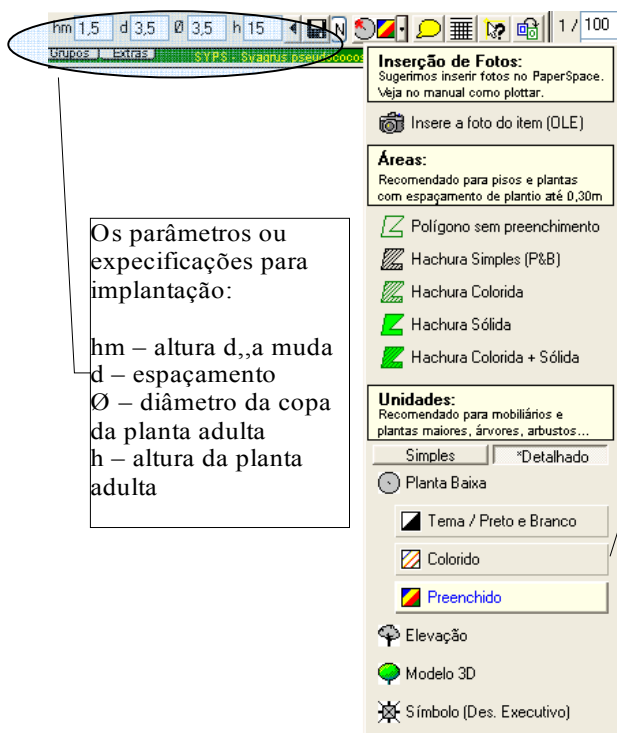 hm 1,5 d 3,5 Ø 3,5 h 15 N 1 / 100
Grupos Extras SYPS : Syagrus pseudococos
Inserção de Fotos:
Sugerimos inserir fotos no PaperSpace.
Veja no manual como plottar.
Insere a foto do item (OLE)
Áreas:
Recomendado para pisos e plantas
com espaçamento de plantio até 0,30m
Polígono sem preenchimento
Hachura Simples (P&B)
Hachura Colorida
Hachura Sólida
Hachura Colorida + Sólida
Unidades:
Recomendado para mobiliários e
plantas maiores, árvores, arbustos...
Simples *Detalhado
Planta Baixa
Tema / Preto e Branco
Colorido
Preenchido
Elevação
Modelo 3D
Símbolo (Des. Executivo)
Os parâmetros ou
expecificações para
implantação:
hm – altura d,,a muda
d – espaçamento
Ø – diâmetro da copa
da planta adulta
h – altura da planta
adulta